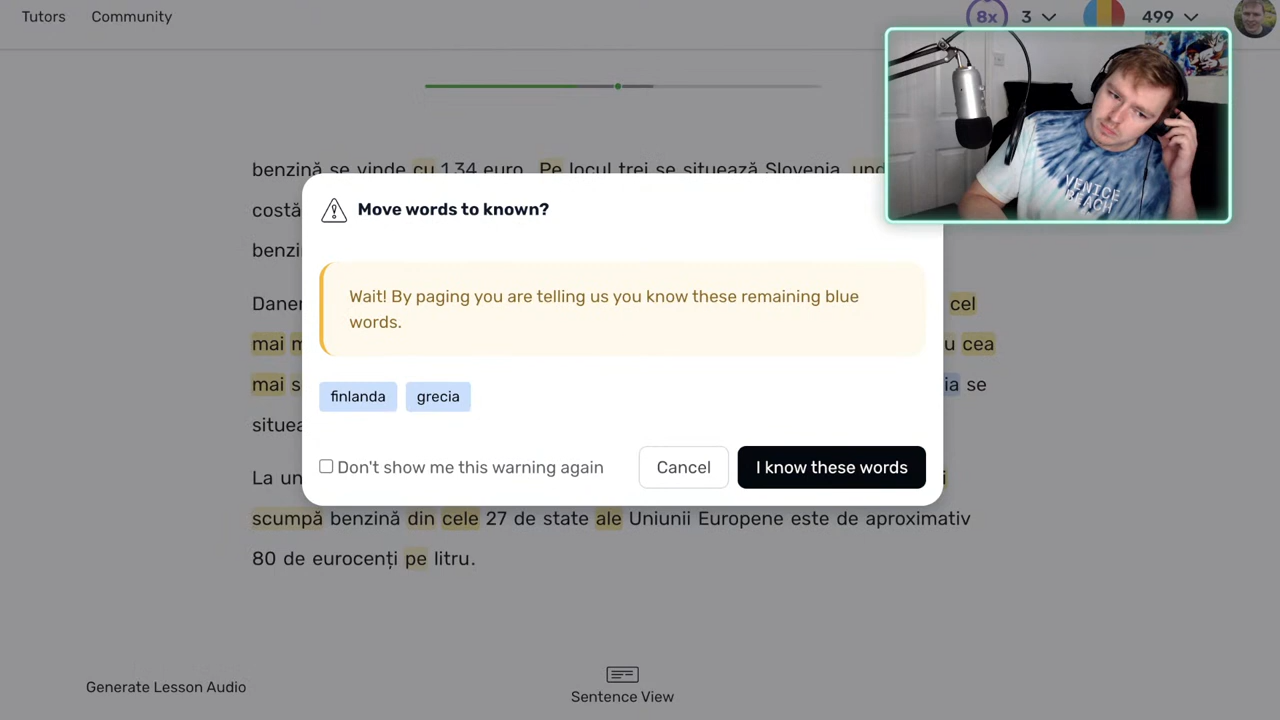 Tutors Community 8x 3 499
benzină se vinde cu 1,34 euro. Pe locul trei se situează Slovenia,
costă
benzi
VENICE
BEACH
Move words to known?
Wait! By paging you are telling us you know these remaining blue
words.
Daner cel
mai u cea
finlanda grecia
mai s ia se
situea
Don't show me this warning again Cancel I know these words
La un i
scumpă benzină din cele 27 de state ale Uniunii Europene este de aproximativ
80 de eurocenți pe litru.
Generate Lesson Audio
Sentence View